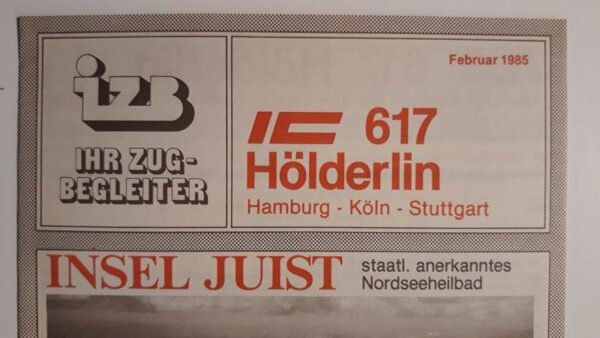 izB
IHR ZUG-
BEGLEITER
Februar 1985
IC 617
Hölderlin
Hamburg - Köln - Stuttgart
INSEL JUIST
staatl. anerkanntes
Nordseeheilbad